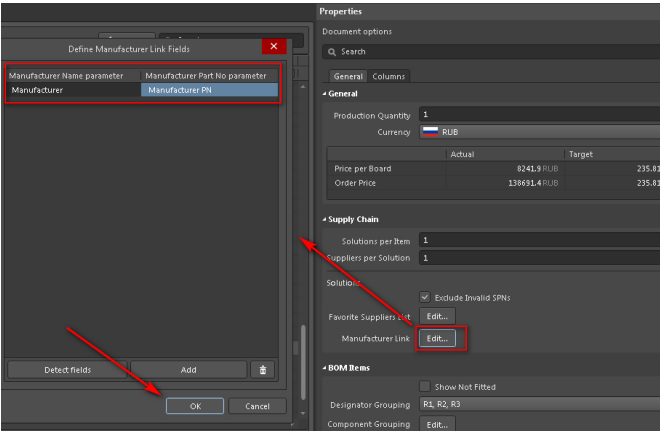 Define Manufacturer Link Fields
Manufacturer Name parameter Manufacturer Part No parameter
Manufacturer Manufacturer PN
Detect fields Add
OK Cancel
Properties
Document options
Search
General Columns
General
Production Quantity 1
Currency RUB
Actual Target
Price per Board 8241.9 RUB 235.81
Order Price 138691.4 RUB 235.81
Supply Chain
Solutions per Item 1
Suppliers per Solution 1
Solutions
Exclude Invalid SPNs
Favorite Suppliers List Edit...
Manufacturer Link Edit...
BOM Items
Show Not Fitted
Designator Grouping R1, R2, R3
Component Grouping Edit...